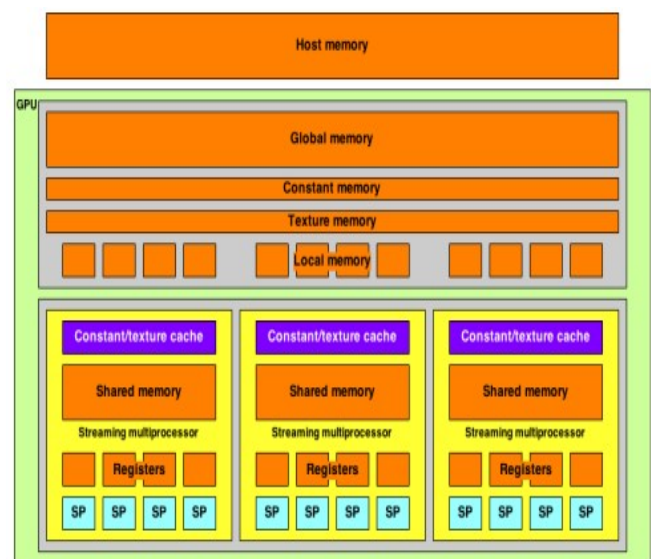 Host memory
GPU
Global memory
Constant memory
Texture memory
Local memory
Constant/texture cache
Constant/texture cache
Constant/texture cache
Shared memory
Shared memory
Shared memory
Streaming multiprocessor
Streaming multiprocessor
Streaming multiprocessor
Registers
Registers
Registers
SP SP SP SP
SP SP SP SP
SP SP SP SP